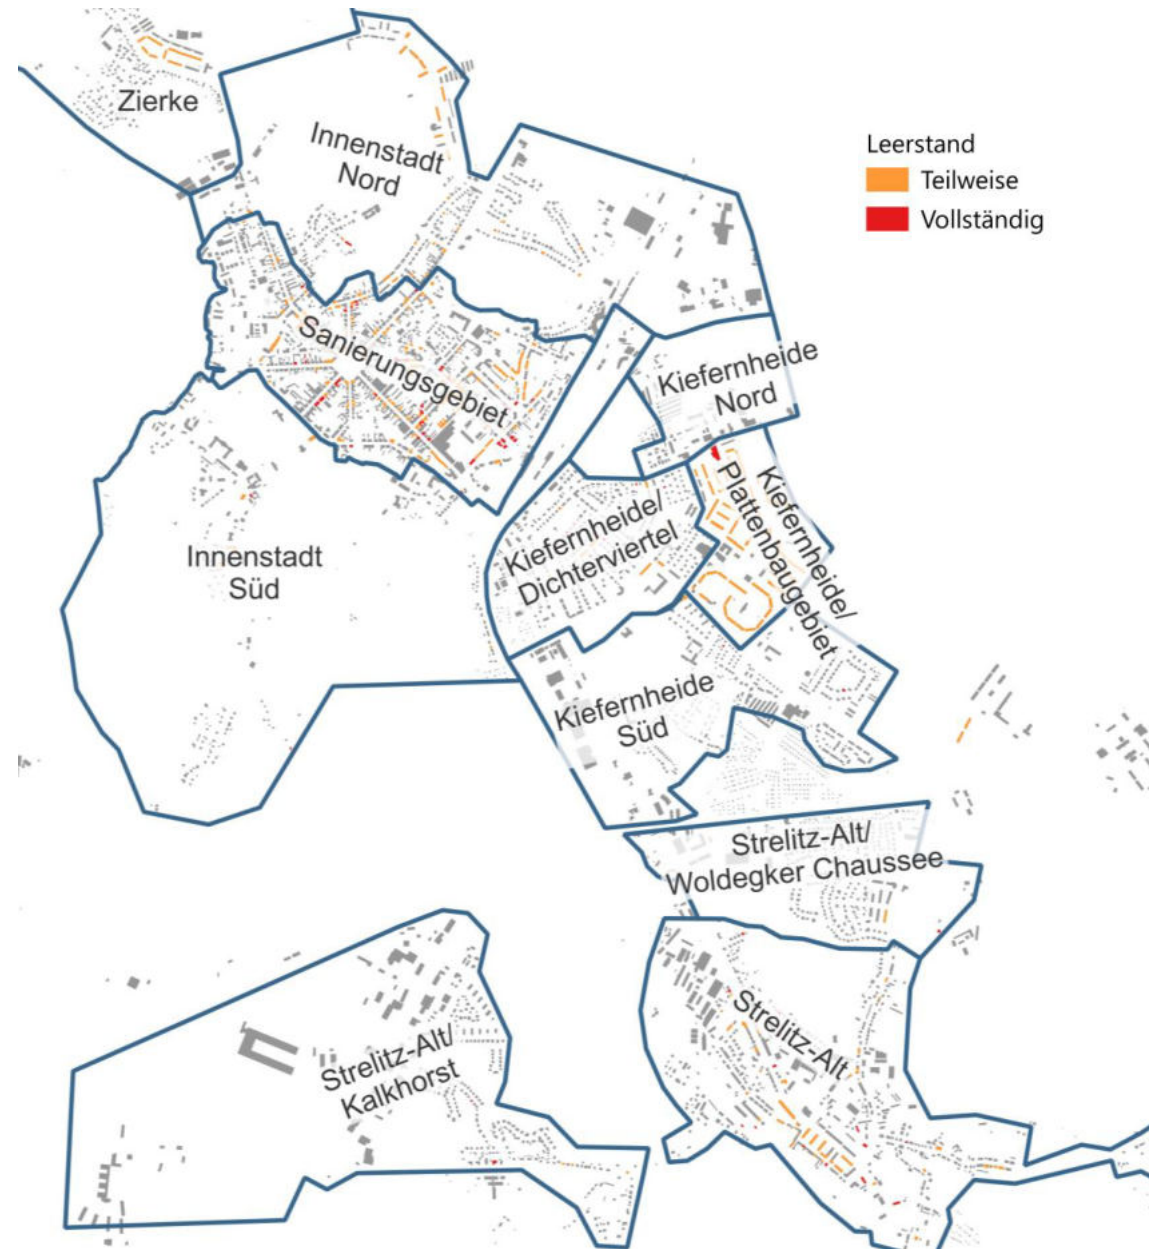 Zierke
Innenstadt
Nord
Leerstand
Teilweise
Vollständig
Sanierungsgebiet
Kiefernheide
Nord
Kiefernheide/
Plattenbaugebiet
Kiefernheide/
Dichterviertel
Innenstadt
Süd
Kiefernheide
Süd
Strelitz-Alt/
Woldegker Chaussee
Strelitz-Alt
Strelitz-Alt/
Kalkhorst